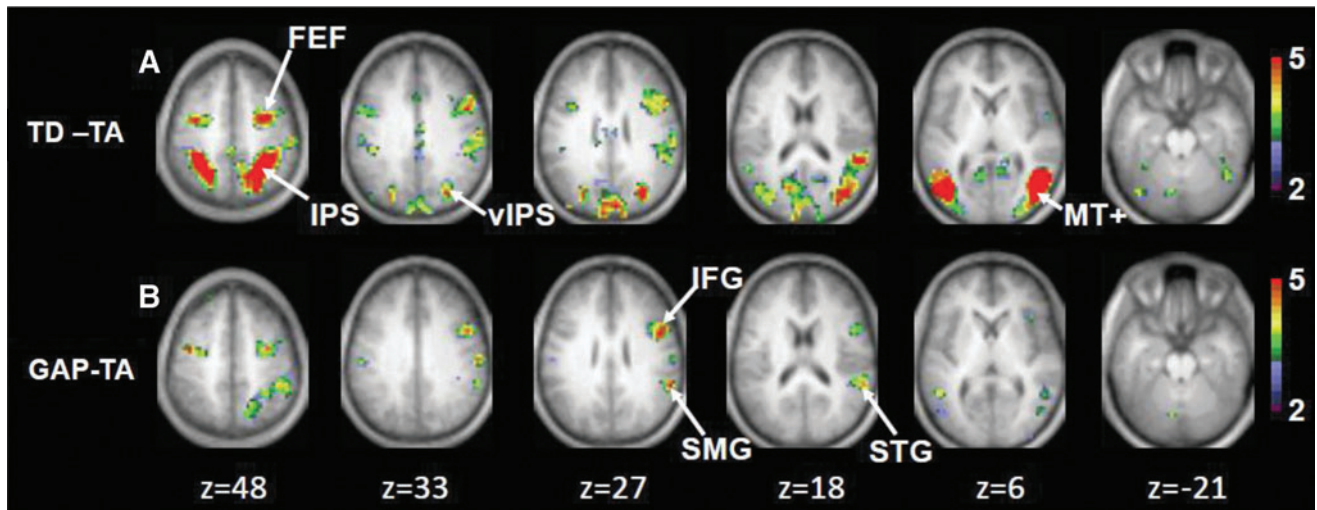 FEF
A
5
TD –TA
2
IPS
vIPS
MT+
B
IFG
5
GAP-TA
2
SMG
STG
z=48 z=33 z=27 z=18 z=6 z=-21